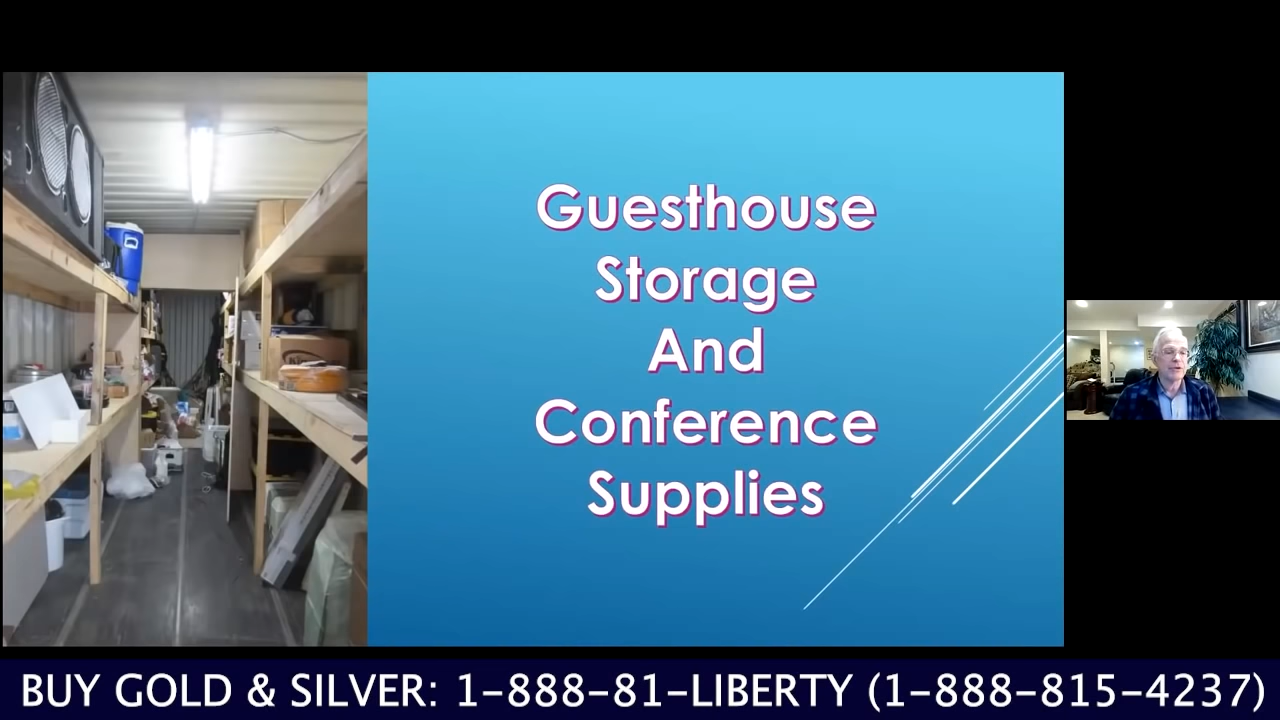 Guesthouse
Storage
And
Conference
Supplies
BUY GOLD & SILVER: 1-888-81-LIBERTY (1-888-815-4237)